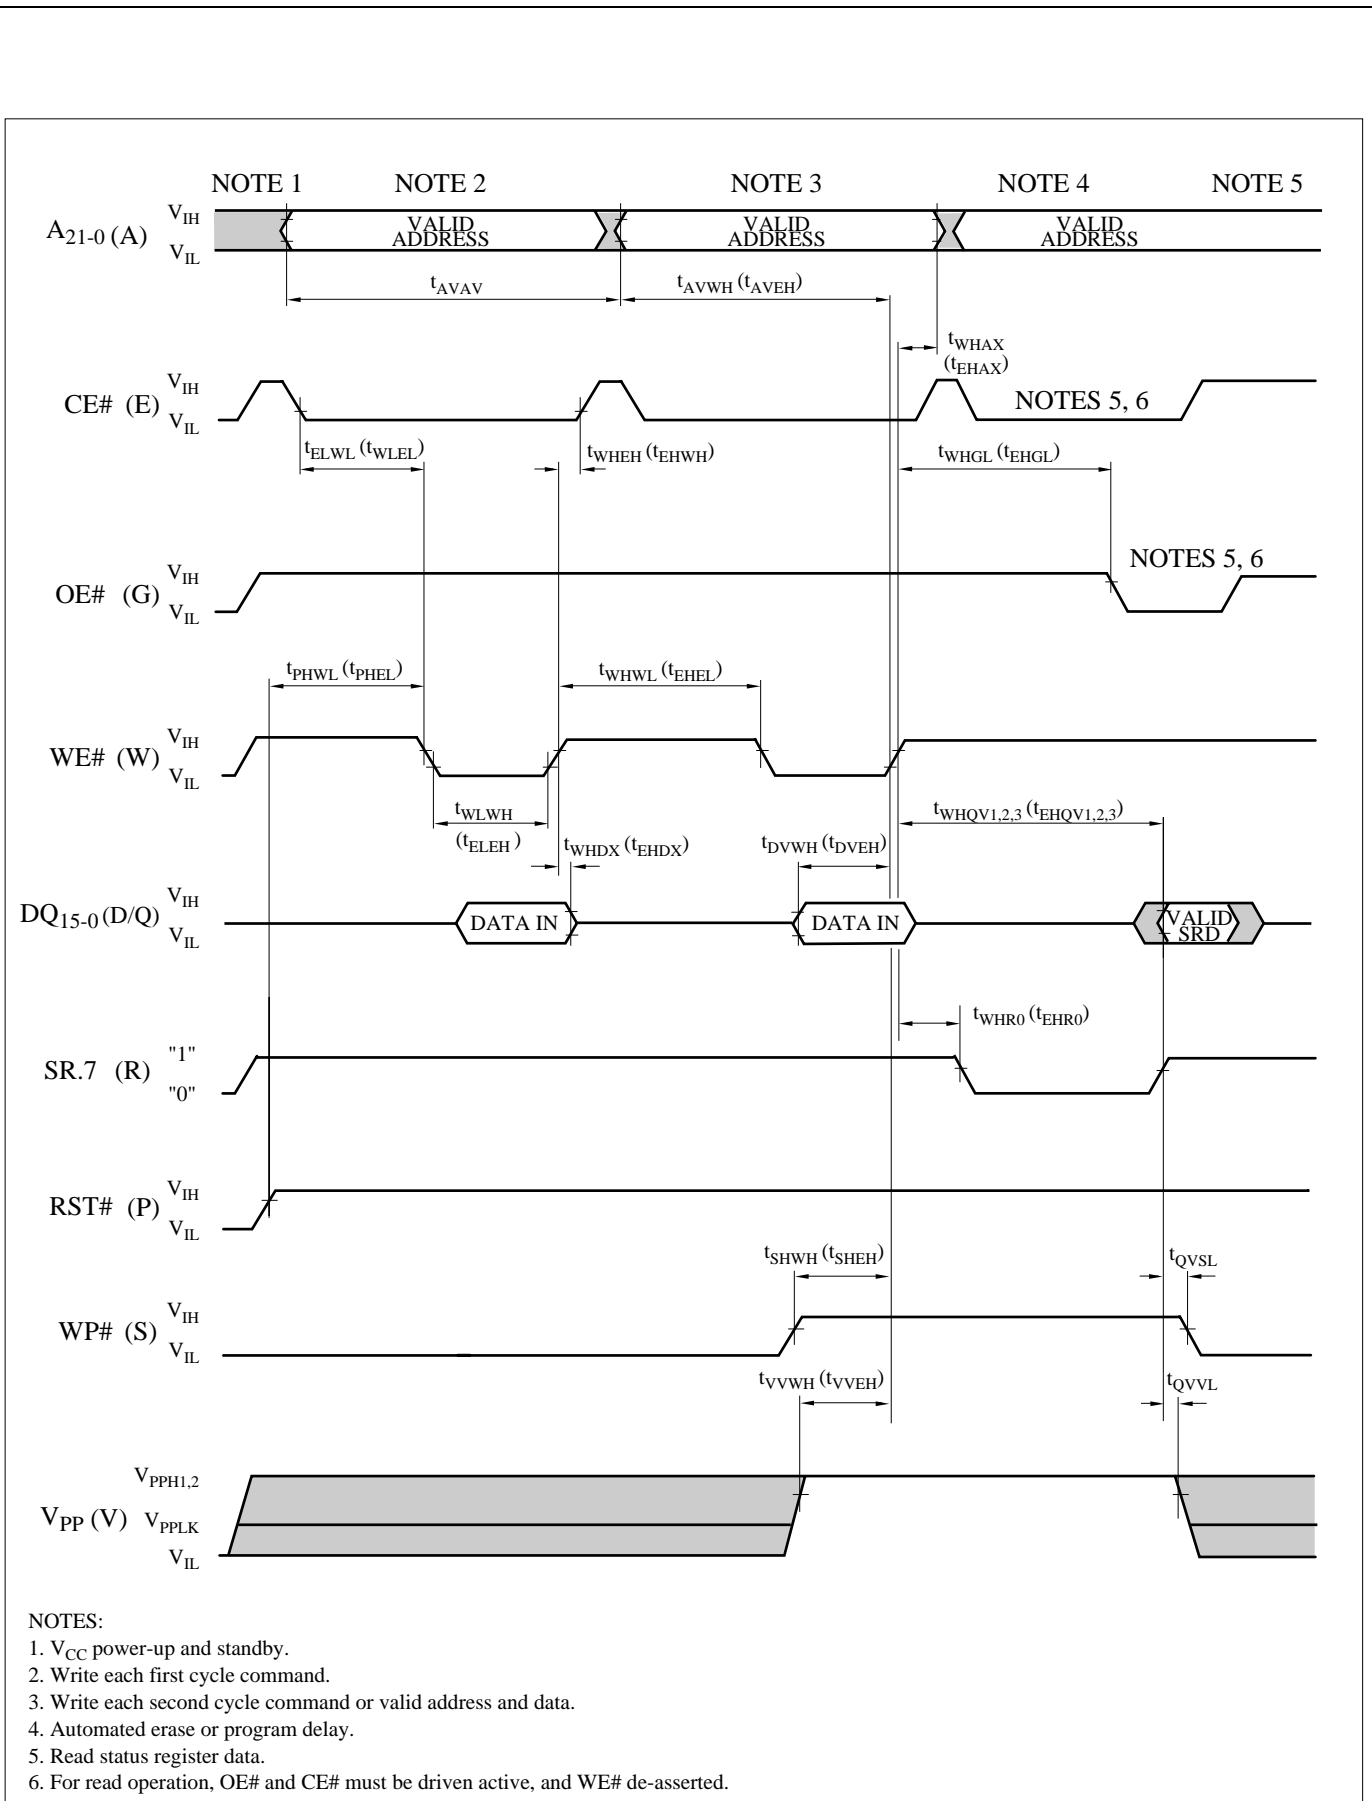 NOTE 1 NOTE 2 NOTE 3 NOTE 4 NOTE 5
A21-0 (A) VIH VIL
VALID ADDRESS
VALID ADDRESS
VALID ADDRESS
tAVAV
tAVWH (tAVEH)
tWHAX
(tEHAX)
CE# (E) VIH VIL
NOTES 5, 6
tELWL (tWLEL)
tWHEH (tEHWH)
tWHGL (tEHGL)
OE# (G) VIH VIL
NOTES 5, 6
tPHWL (tPHEL)
tWHWL (tEHEL)
WE# (W) VIH VIL
tWLWH
(tELEH )
tWHDX (tEHDX)
tDVWH (tDVEH)
tWHQV1,2,3 (tEHQV1,2,3)
DQ15-0 (D/Q) VIH VIL
DATA IN
DATA IN
VALID SRD
tWHR0 (tEHR0)
SR.7 (R) "1" "0"
RST# (P) VIH VIL
tSHWH (tSHEH)
tQVSL
WP# (S) VIH VIL
tVVWH (tVVEH)
tQVVL
VPP (V) VPPH1,2 VPPLK VIL
NOTES:
1. VCC power-up and standby.
2. Write each first cycle command.
3. Write each second cycle command or valid address and data.
4. Automated erase or program delay.
5. Read status register data.
6. For read operation, OE# and CE# must be driven active, and WE# de-asserted.